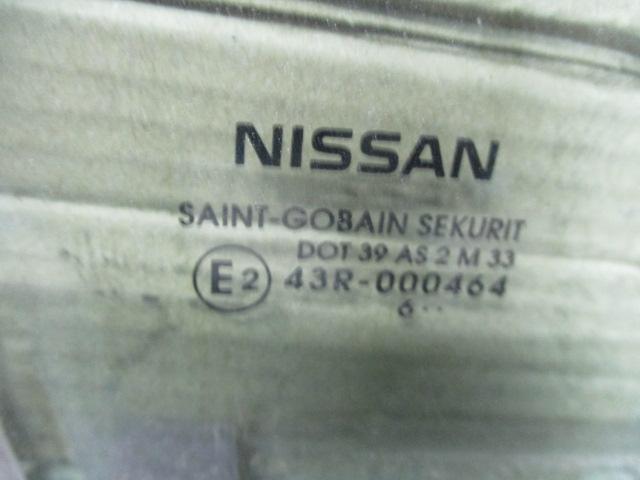 NISSAN
SAINT-GOBAIN SEKURIT
DOT 39 AS 2 M 33
E2 43R-000464
6··